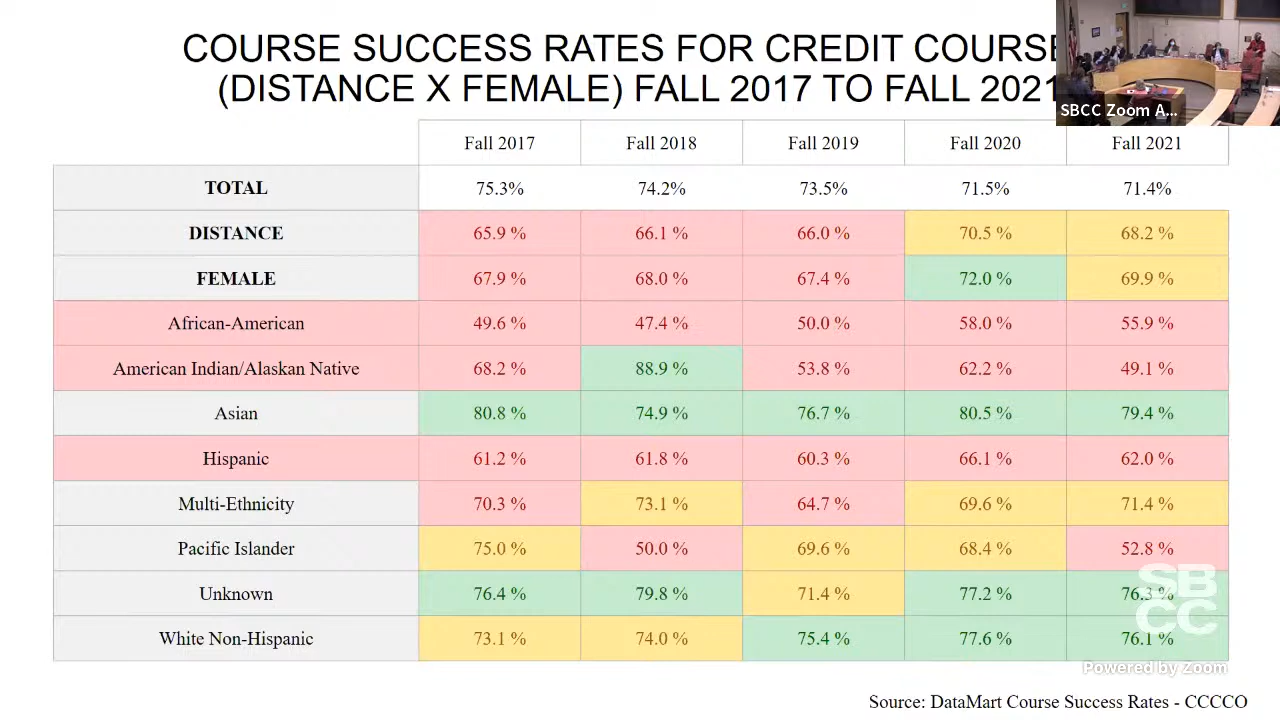 COURSE SUCCESS RATES FOR CREDIT COURSE
(DISTANCE X FEMALE) FALL 2017 TO FALL 2021
SBCC Zoom A...
Fall 2017 Fall 2018 Fall 2019 Fall 2020 Fall 2021
TOTAL 75.3% 74.2% 73.5% 71.5% 71.4%
DISTANCE 65.9 % 66.1 % 66.0 % 70.5 % 68.2 %
FEMALE 67.9 % 68.0 % 67.4 % 72.0 % 69.9 %
African-American 49.6 % 47.4 % 50.0 % 58.0 % 55.9 %
American Indian/Alaskan Native 68.2 % 88.9 % 53.8 % 62.2 % 49.1 %
Asian 80.8 % 74.9 % 76.7 % 80.5 % 79.4 %
Hispanic 61.2 % 61.8 % 60.3 % 66.1 % 62.0 %
Multi-Ethnicity 70.3 % 73.1 % 64.7 % 69.6 % 71.4 %
Pacific Islander 75.0 % 50.0 % 69.6 % 68.4 % 52.8 %
Unknown 76.4 % 79.8 % 71.4 % 77.2 % 76.3 %
White Non-Hispanic 73.1 % 74.0 % 75.4 % 77.6 % 76.1 %
SB
CC
Powered by Zoom
Source: DataMart Course Success Rates - CCCCO